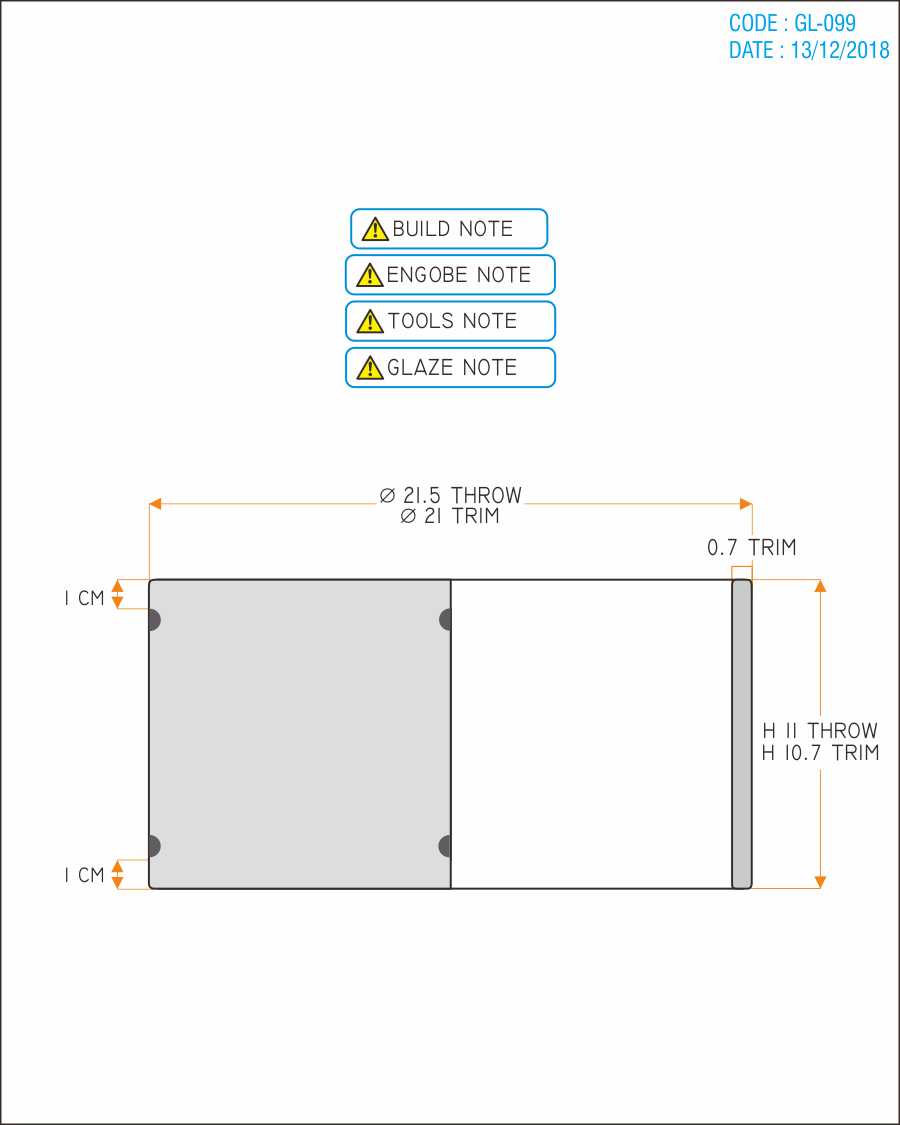 CODE : GL-099
DATE : 13/12/2018
BUILD NOTE
ENGOBE NOTE
TOOLS NOTE
GLAZE NOTE
Ø 21.5 THROW
Ø 21 TRIM
0.7 TRIM
1 CM
H 11 THROW
H 10.7 TRIM
1 CM